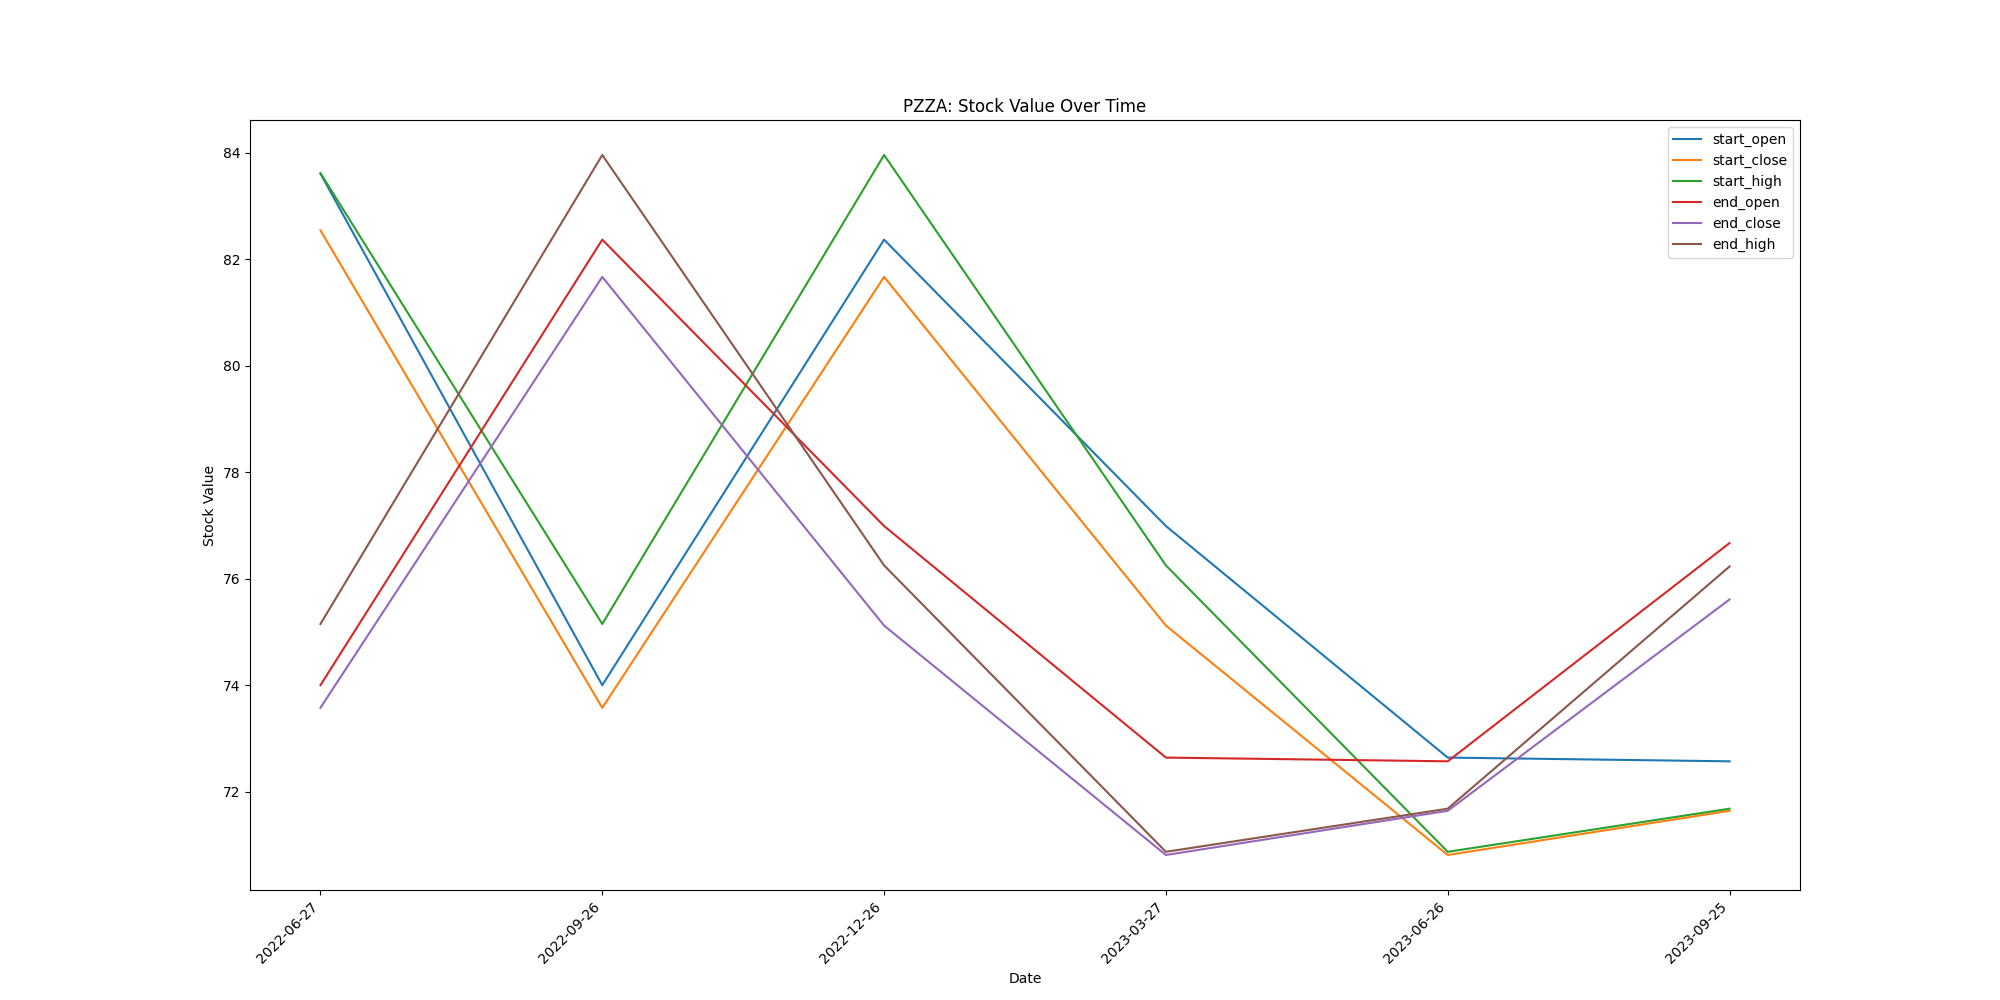 PZZA: Stock Value Over Time
start_open
start_close
start_high
end_open
end_close
end_high
84
82
80
78
76
74
72
Stock Value
2022-06-27
2022-09-26
2022-12-26
2023-03-27
2023-06-26
2023-09-25
Date